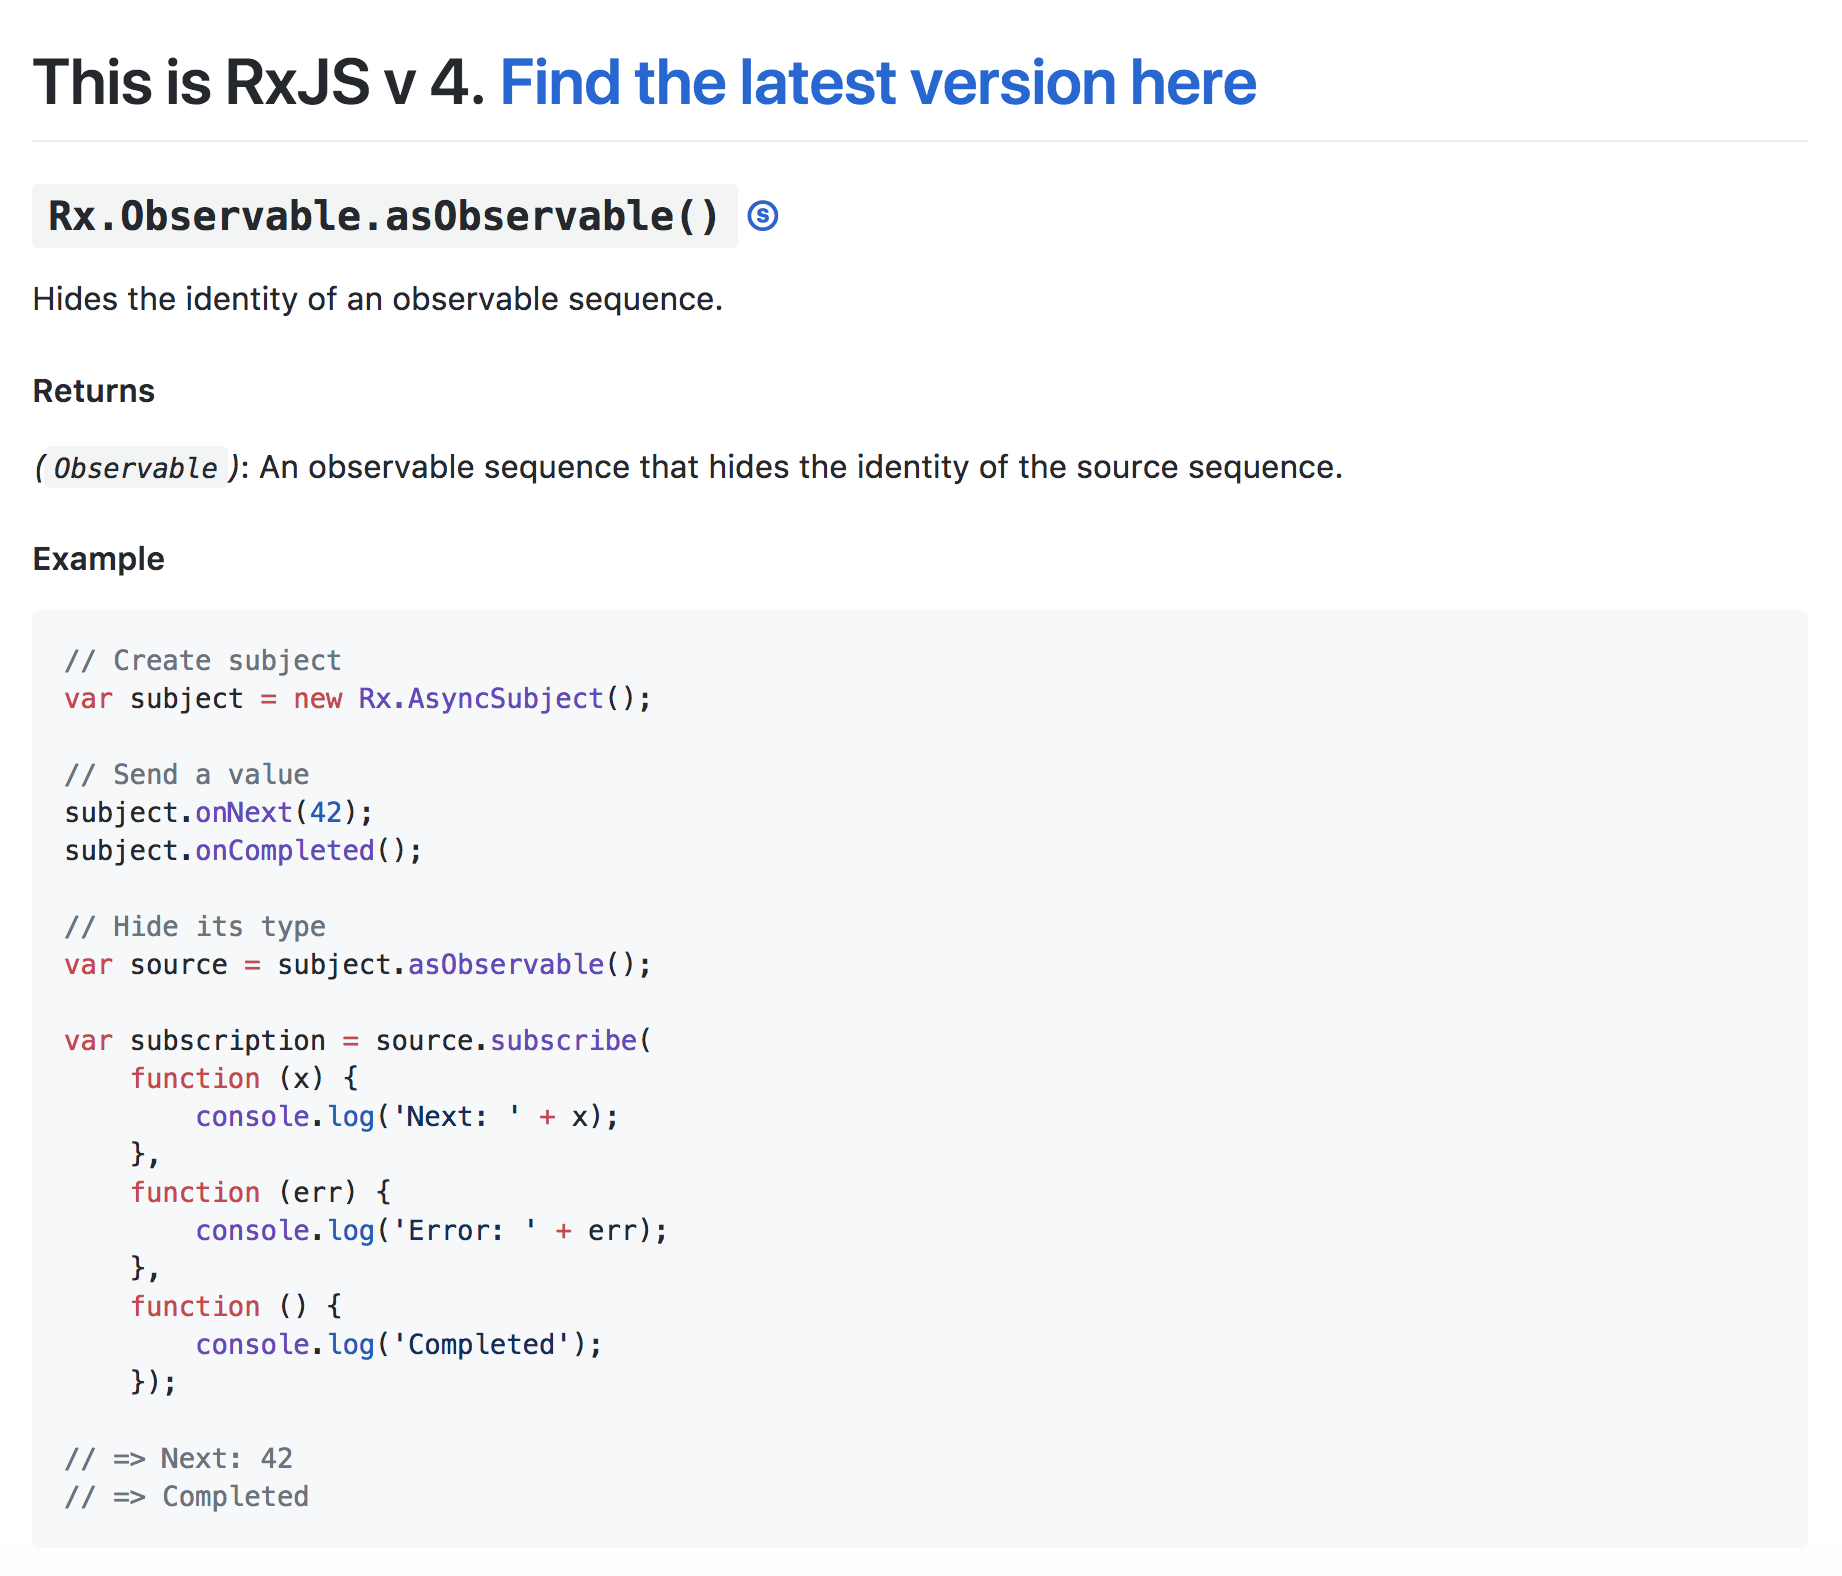 This is RxJS v 4. Find the latest version here
Rx.Observable.asObservable() Ⓢ
Hides the identity of an observable sequence.
Returns
(Observable): An observable sequence that hides the identity of the source sequence.
Example
// Create subject
var subject = new Rx.AsyncSubject();
// Send a value
subject.onNext(42);
subject.onCompleted();
// Hide its type
var source = subject.asObservable();
var subscription = source.subscribe(
    function (x) {
        console.log('Next: ' + x);
    },
    function (err) {
        console.log('Error: ' + err);
    },
    function () {
        console.log('Completed');
    });
// => Next: 42
// => Completed